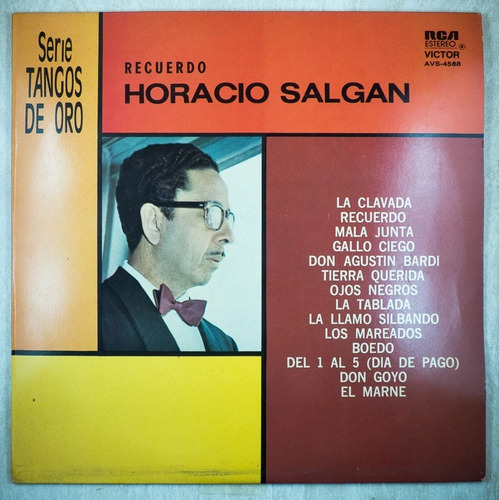 Serie
TANGOS
DE ORO
RECUERDO
HORACIO SALGAN
RCA
ESTEREO
VICTOR
AVS-4568
LA CLAVADA
RECUERDO
MALA JUNTA
GALLO CIEGO
DON AGUSTIN BARDI
TIERRA QUERIDA
OJOS NEGROS
LA TABLADA
LA LLAMO SILBANDO
LOS MAREADOS
BOEDO
DEL 1 AL 5 (DIA DE PAGO)
DON GOYO
EL MARNE